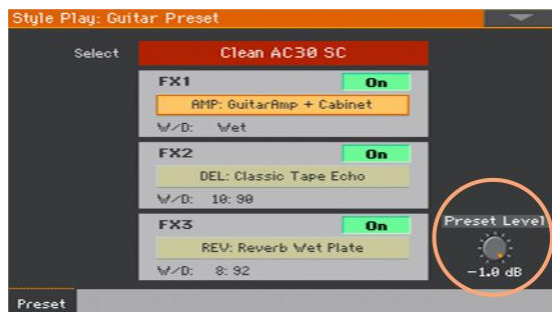 Style Play: Guitar Preset
Select
Clean AC30 SC
FX1
On
AMP: GuitarAmp + Cabinet
W/D: Wet
FX2
On
DEL: Classic Tape Echo
W/D: 10:90
FX3
On
REV: Reverb Wet Plate
W/D: 8:92
Preset Level
-1.0 dB
Preset